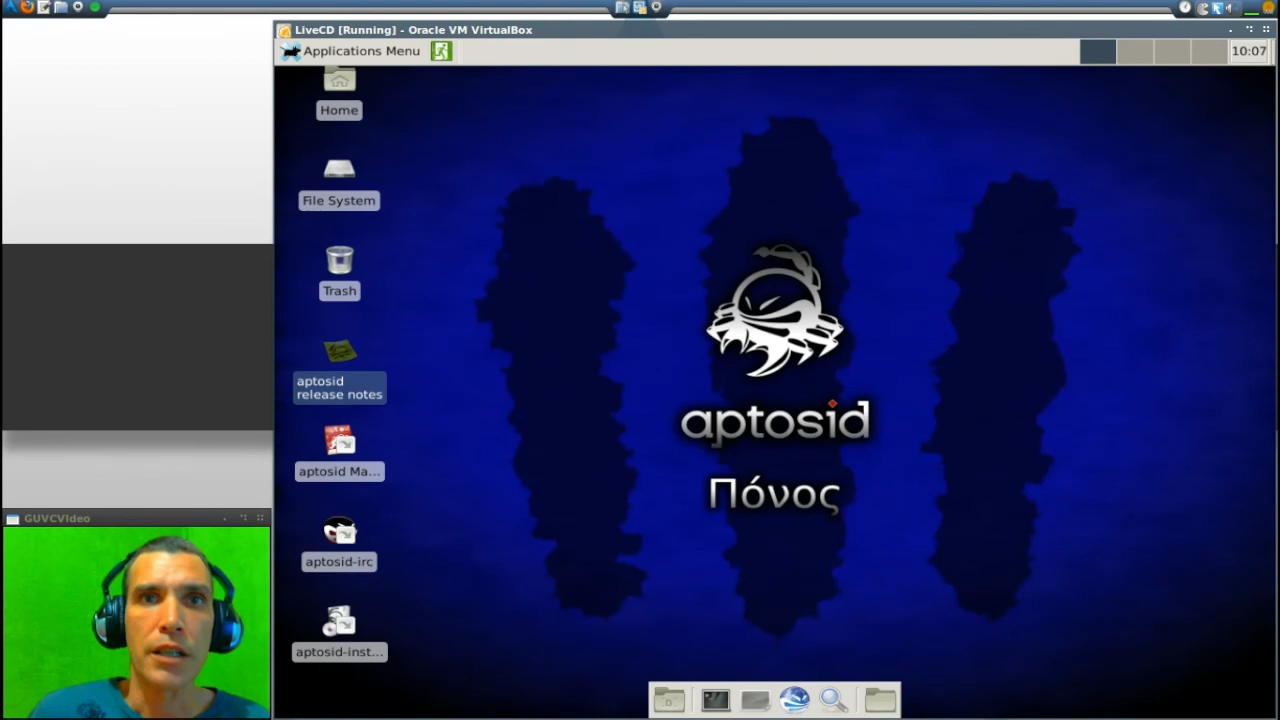 LiveCD [Running] - Oracle VM VirtualBox
Applications Menu
10:07
Home
File System
Trash
aptosid
release notes
aptosid Ma...
aptosid-irc
aptosid-inst...
aptosid
Πόνος
GUVCVideo